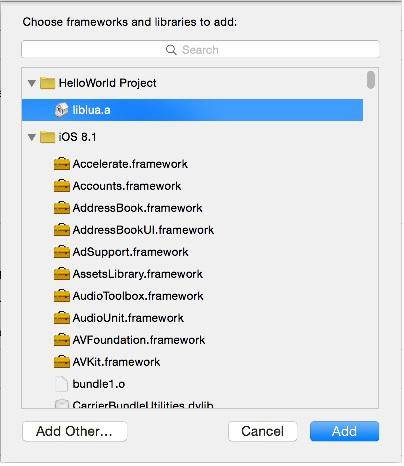 Choose frameworks and libraries to add:
Search
HelloWorld Project
liblua.a
iOS 8.1
Accelerate.framework
Accounts.framework
AddressBook.framework
AddressBookUI.framework
AdSupport.framework
AssetsLibrary.framework
AudioToolbox.framework
AudioUnit.framework
AVFoundation.framework
AVKit.framework
bundle1.o
CarrierBundleUtilities.dylib
Add Other...
Cancel
Add